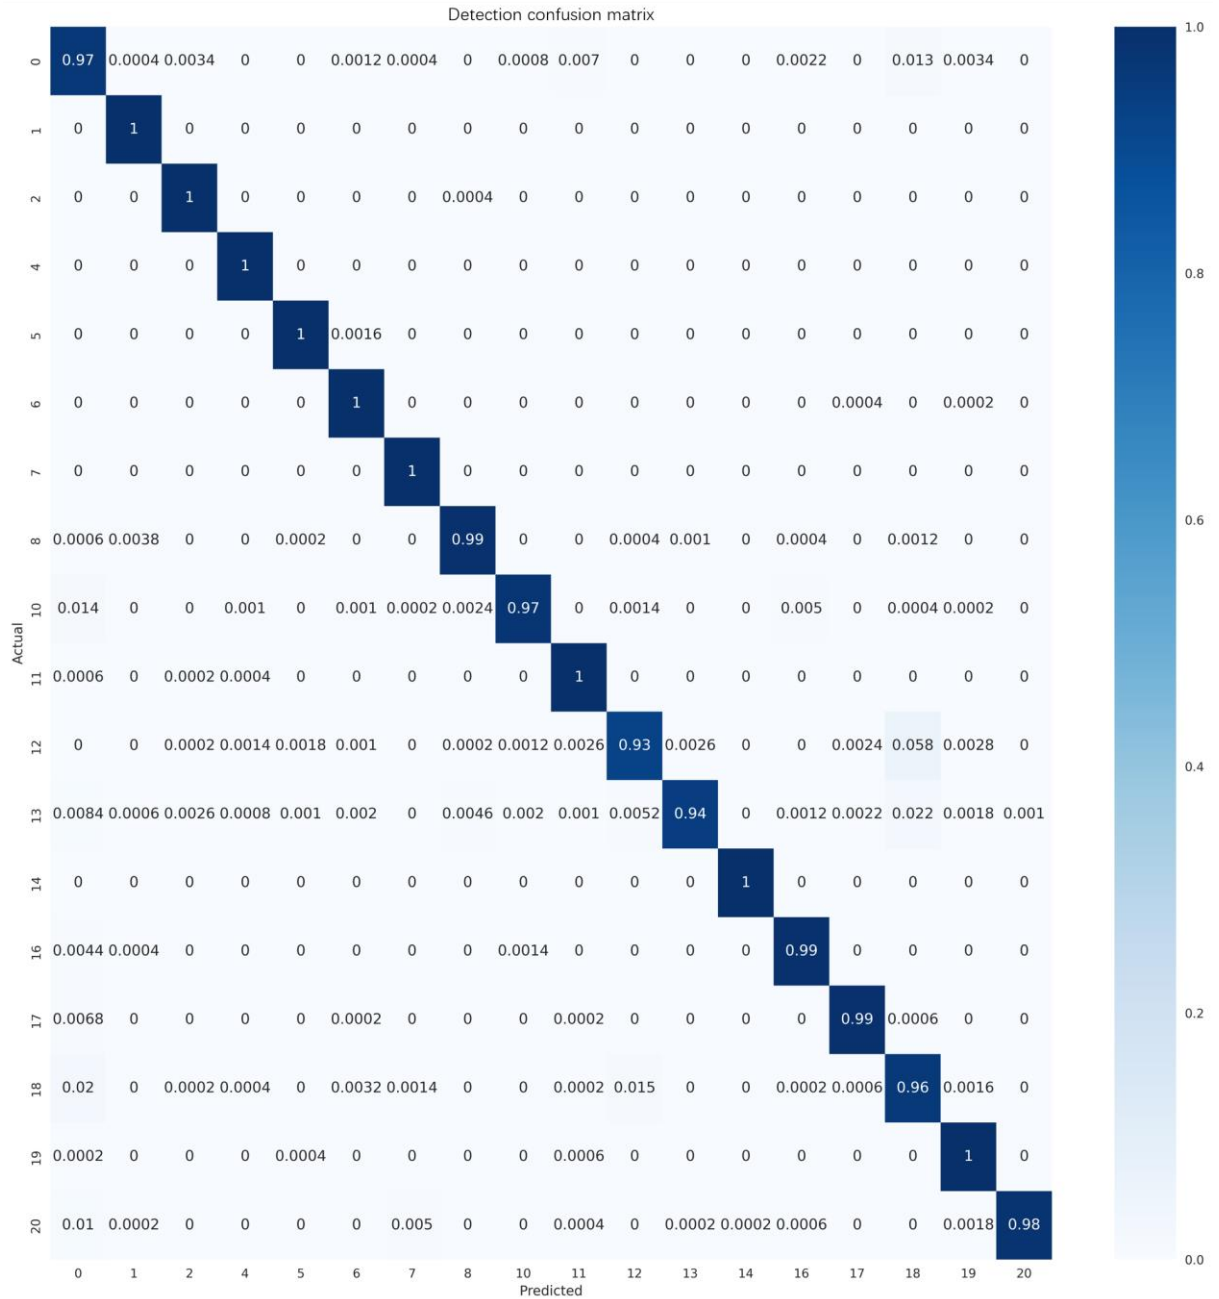 Detection confusion matrix
0 0.97 0.0004 0.0034 0 0 0.0012 0.0004 0 0.0008 0.007 0 0 0 0.0022 0 0.013 0.0034 0
1 0 1 0 0 0 0 0 0 0 0 0 0 0 0 0 0 0 0
2 0 0 1 0 0 0 0 0.0004 0 0 0 0 0 0 0 0 0 0
4 0 0 0 1 0 0 0 0 0 0 0 0 0 0 0 0 0 0
5 0 0 0 0 1 0.0016 0 0 0 0 0 0 0 0 0 0 0 0
6 0 0 0 0 0 1 0 0 0 0 0 0 0 0 0.0004 0 0.0002 0
7 0 0 0 0 0 0 1 0 0 0 0 0 0 0 0 0 0 0
8 0.0006 0.0038 0 0 0.0002 0 0 0.99 0 0 0.0004 0.001 0 0.0004 0 0.0012 0 0
10 0.014 0 0 0.001 0 0.001 0.0002 0.0024 0.97 0 0.0014 0 0 0.005 0 0.0004 0.0002 0
11 0.0006 0 0.0002 0.0004 0 0 0 0 0 1 0 0 0 0 0 0 0 0
12 0 0 0.0002 0.0014 0.0018 0.001 0 0.0002 0.0012 0.0026 0.93 0.0026 0 0 0.0024 0.058 0.0028 0
13 0.0084 0.0006 0.0026 0.0008 0.001 0.002 0 0.0046 0.002 0.001 0.0052 0.94 0 0.0012 0.0022 0.022 0.0018 0.001
14 0 0 0 0 0 0 0 0 0 0 0 0 1 0 0 0 0 0
16 0.0044 0.0004 0 0 0 0 0 0 0.0014 0 0 0 0 0.99 0 0 0 0
17 0.0068 0 0 0 0 0.0002 0 0 0 0.0002 0 0 0 0 0.99 0.0006 0 0
18 0.02 0 0.0002 0.0004 0 0.0032 0.0014 0 0 0.0002 0.015 0 0 0.0002 0.0006 0.96 0.0016 0
19 0.0002 0 0 0 0.0004 0 0 0 0 0.0006 0 0 0 0 0 0 1 0
20 0.01 0.0002 0 0 0 0 0.005 0 0 0.0004 0 0.0002 0.0002 0.0006 0 0 0.0018 0.98
0 1 2 4 5 6 7 8 10 11 12 13 14 16 17 18 19 20
Predicted
Actual
1.0
0.8
0.6
0.4
0.2
0.0